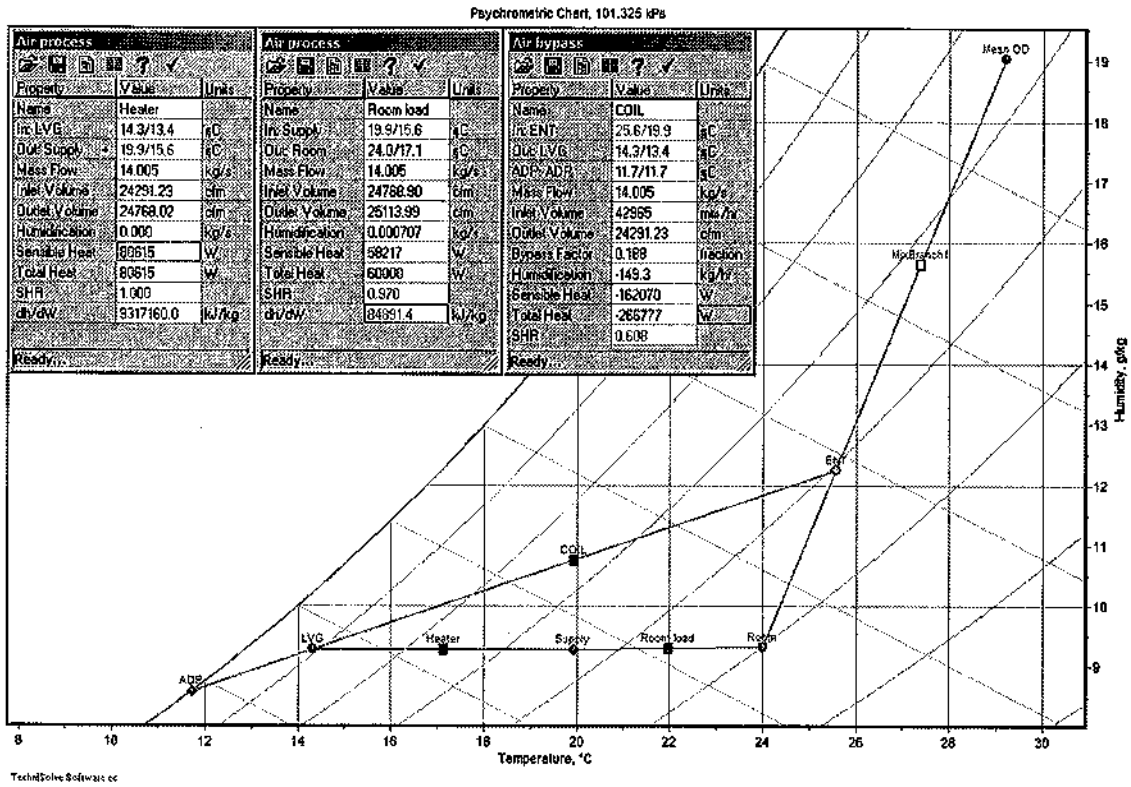 Psychrometric Chart, 101.325 kPa
Air process
Property Value Units
Name Heater
In: LVG 14.3/13.4 °C
Out: Supply 19.9/15.6 °C
Mass Flow 14.005 kg/s
Inlet Volume 24291.23 cfm
Outlet Volume 24768.02 cfm
Humidification 0.000 kg/s
Sensible Heat 80615 W
Total Heat 80615 W
SHR 1.000
dh/dW 9317160.0 kJ/kg
Ready...
Air process
Property Value Units
Name Room load
In: Supply 19.9/15.6 °C
Out: Room 24.0/17.1 °C
Mass Flow 14.005 kg/s
Inlet Volume 24768.90 cfm
Outlet Volume 25113.99 cfm
Humidification 0.000707 kg/s
Sensible Heat 58217 W
Total Heat 60000 W
SHR 0.970
dh/dW 84891.4 kJ/kg
Ready...
Air bypass
Property Value Units
Name COIL
In: ENT 25.6/19.9 °C
Out: LVG 14.3/13.4 °C
ADP: ADP 11.7/11.7 °C
Mass Flow 14.005 kg/s
Inlet Volume 42965
Outlet Volume 24291.23 cfm
Bypass Factor 0.188 fraction
Humidification -149.3 kg/hr
Sensible Heat -162070 W
Total Heat -266777 W
SHR 0.608
Ready...
Mean OD
Mix Branch1
ENT
COIL
LVG
Heater
Supply
Room load
Room
ADP
19
18
17
16
15
14
13
12
11
10
9
Humidity, g/kg
8
10
12
14
16
18
20
22
24
26
28
30
Temperature, °C
TechniSolve Software cc